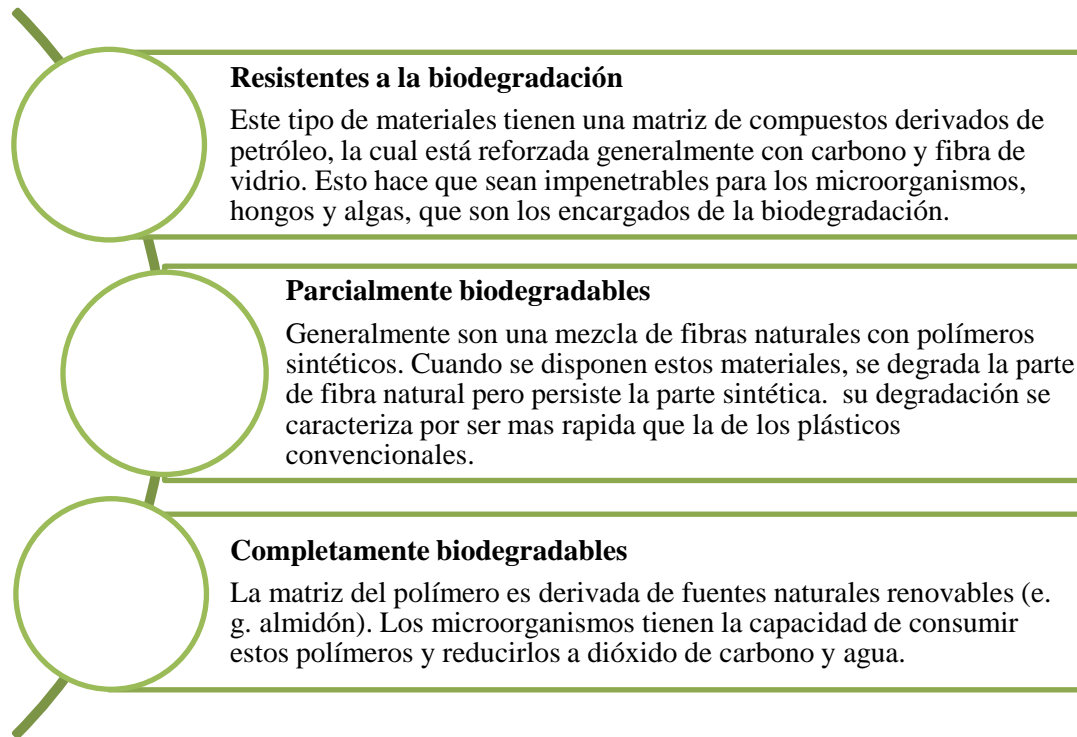 Resistentes a la biodegradación
Este tipo de materiales tienen una matriz de compuestos derivados de
petróleo, la cual está reforzada generalmente con carbono y fibra de
vidrio. Esto hace que sean impenetrables para los microorganismos,
hongos y algas, que son los encargados de la biodegradación.
Parcialmente biodegradables
Generalmente son una mezcla de fibras naturales con polímeros
sintéticos. Cuando se disponen estos materiales, se degrada la parte
de fibra natural pero persiste la parte sintética.  su degradación se
caracteriza por ser mas rapida que la de los plásticos
convencionales.
Completamente biodegradables
La matriz del polímero es derivada de fuentes naturales renovables (e.
g. almidón). Los microorganismos tienen la capacidad de consumir
estos polímeros y reducirlos a dióxido de carbono y agua.